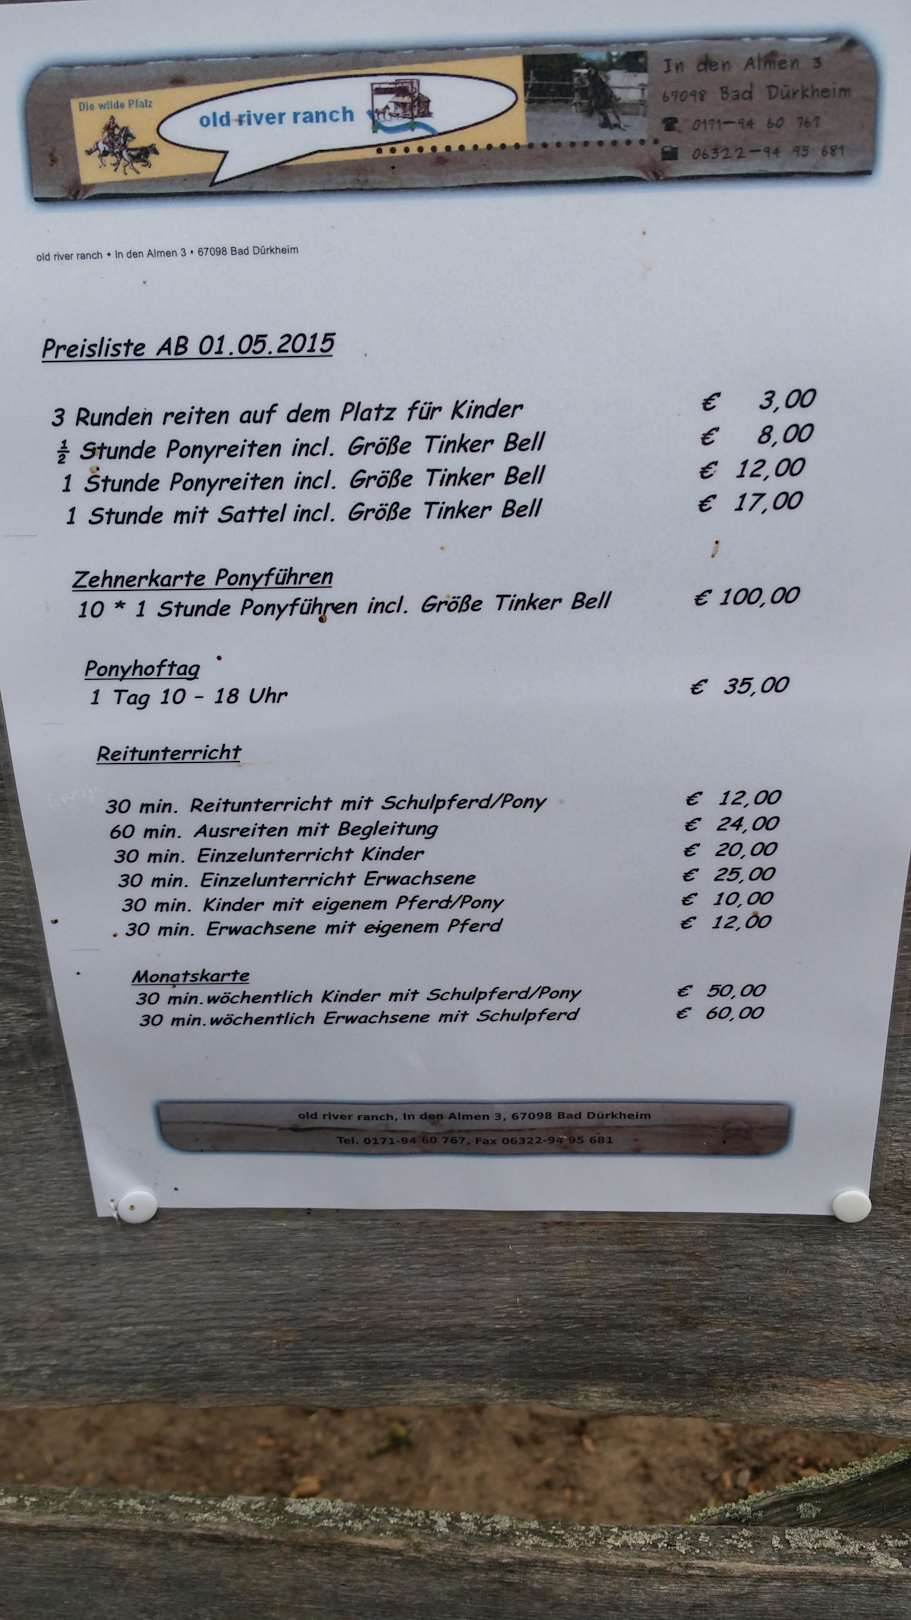 Die wilde Pfalz
old river ranch
In den Almen 3
67098 Bad Dürkheim
0171-94 60 767
06322-94 95 681
old river ranch • In den Almen 3 • 67098 Bad Dürkheim
Preisliste AB 01.05.2015
3 Runden reiten auf dem Platz für Kinder € 3,00
½ Stunde Ponyreiten incl. Größe Tinker Bell € 8,00
1 Stunde Ponyreiten incl. Größe Tinker Bell € 12,00
1 Stunde mit Sattel incl. Größe Tinker Bell € 17,00
Zehnerkarte Ponyführen
10 * 1 Stunde Ponyführen incl. Größe Tinker Bell € 100,00
Ponyhoftag
1 Tag 10 - 18 Uhr € 35,00
Reitunterricht
30 min. Reitunterricht mit Schulpferd/Pony € 12,00
60 min. Ausreiten mit Begleitung € 24,00
30 min. Einzelunterricht Kinder € 20,00
30 min. Einzelunterricht Erwachsene € 25,00
30 min. Kinder mit eigenem Pferd/Pony € 10,00
30 min. Erwachsene mit eigenem Pferd € 12,00
Monatskarte
30 min.wöchentlich Kinder mit Schulpferd/Pony € 50,00
30 min.wöchentlich Erwachsene mit Schulpferd € 60,00
old river ranch, In den Almen 3, 67098 Bad Dürkheim
Tel. 0171-94 60 767, Fax 06322-94 95 681